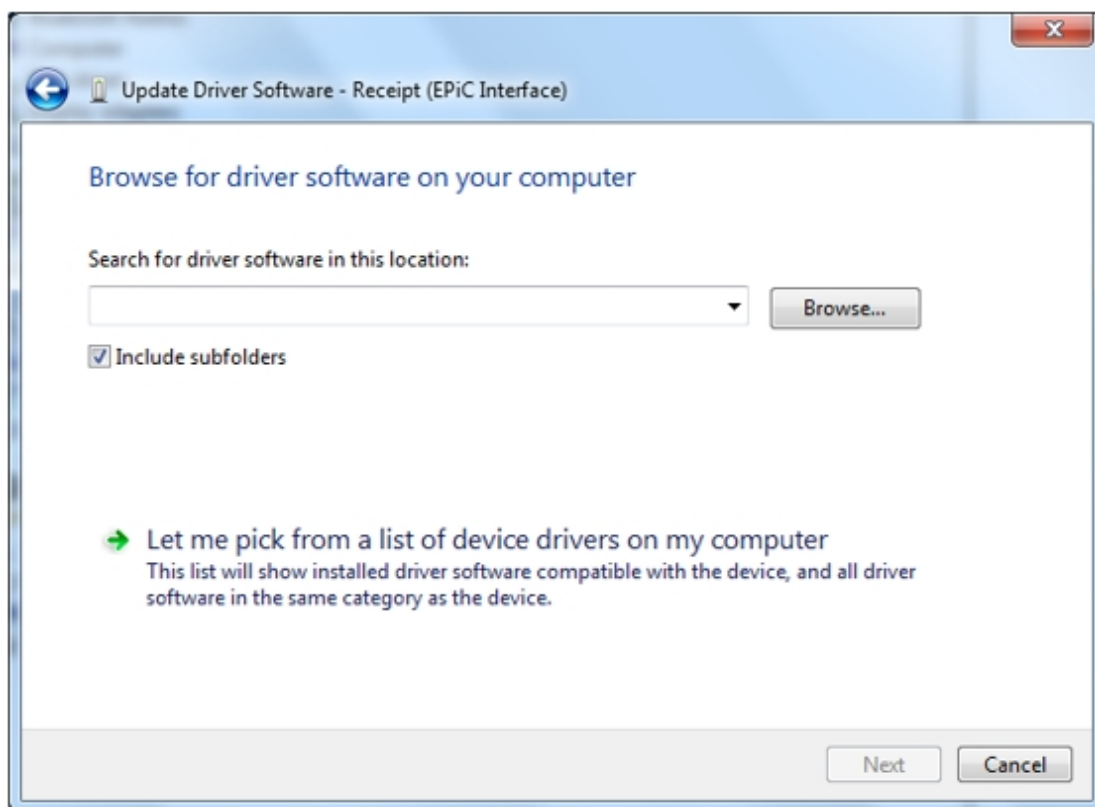 Computer
Update Driver Software - Receipt (EPiC Interface)
Browse for driver software on your computer
Search for driver software in this location:
Browse...
Include subfolders
Let me pick from a list of device drivers on my computer
This list will show installed driver software compatible with the device, and all driver
software in the same category as the device.
Next
Cancel